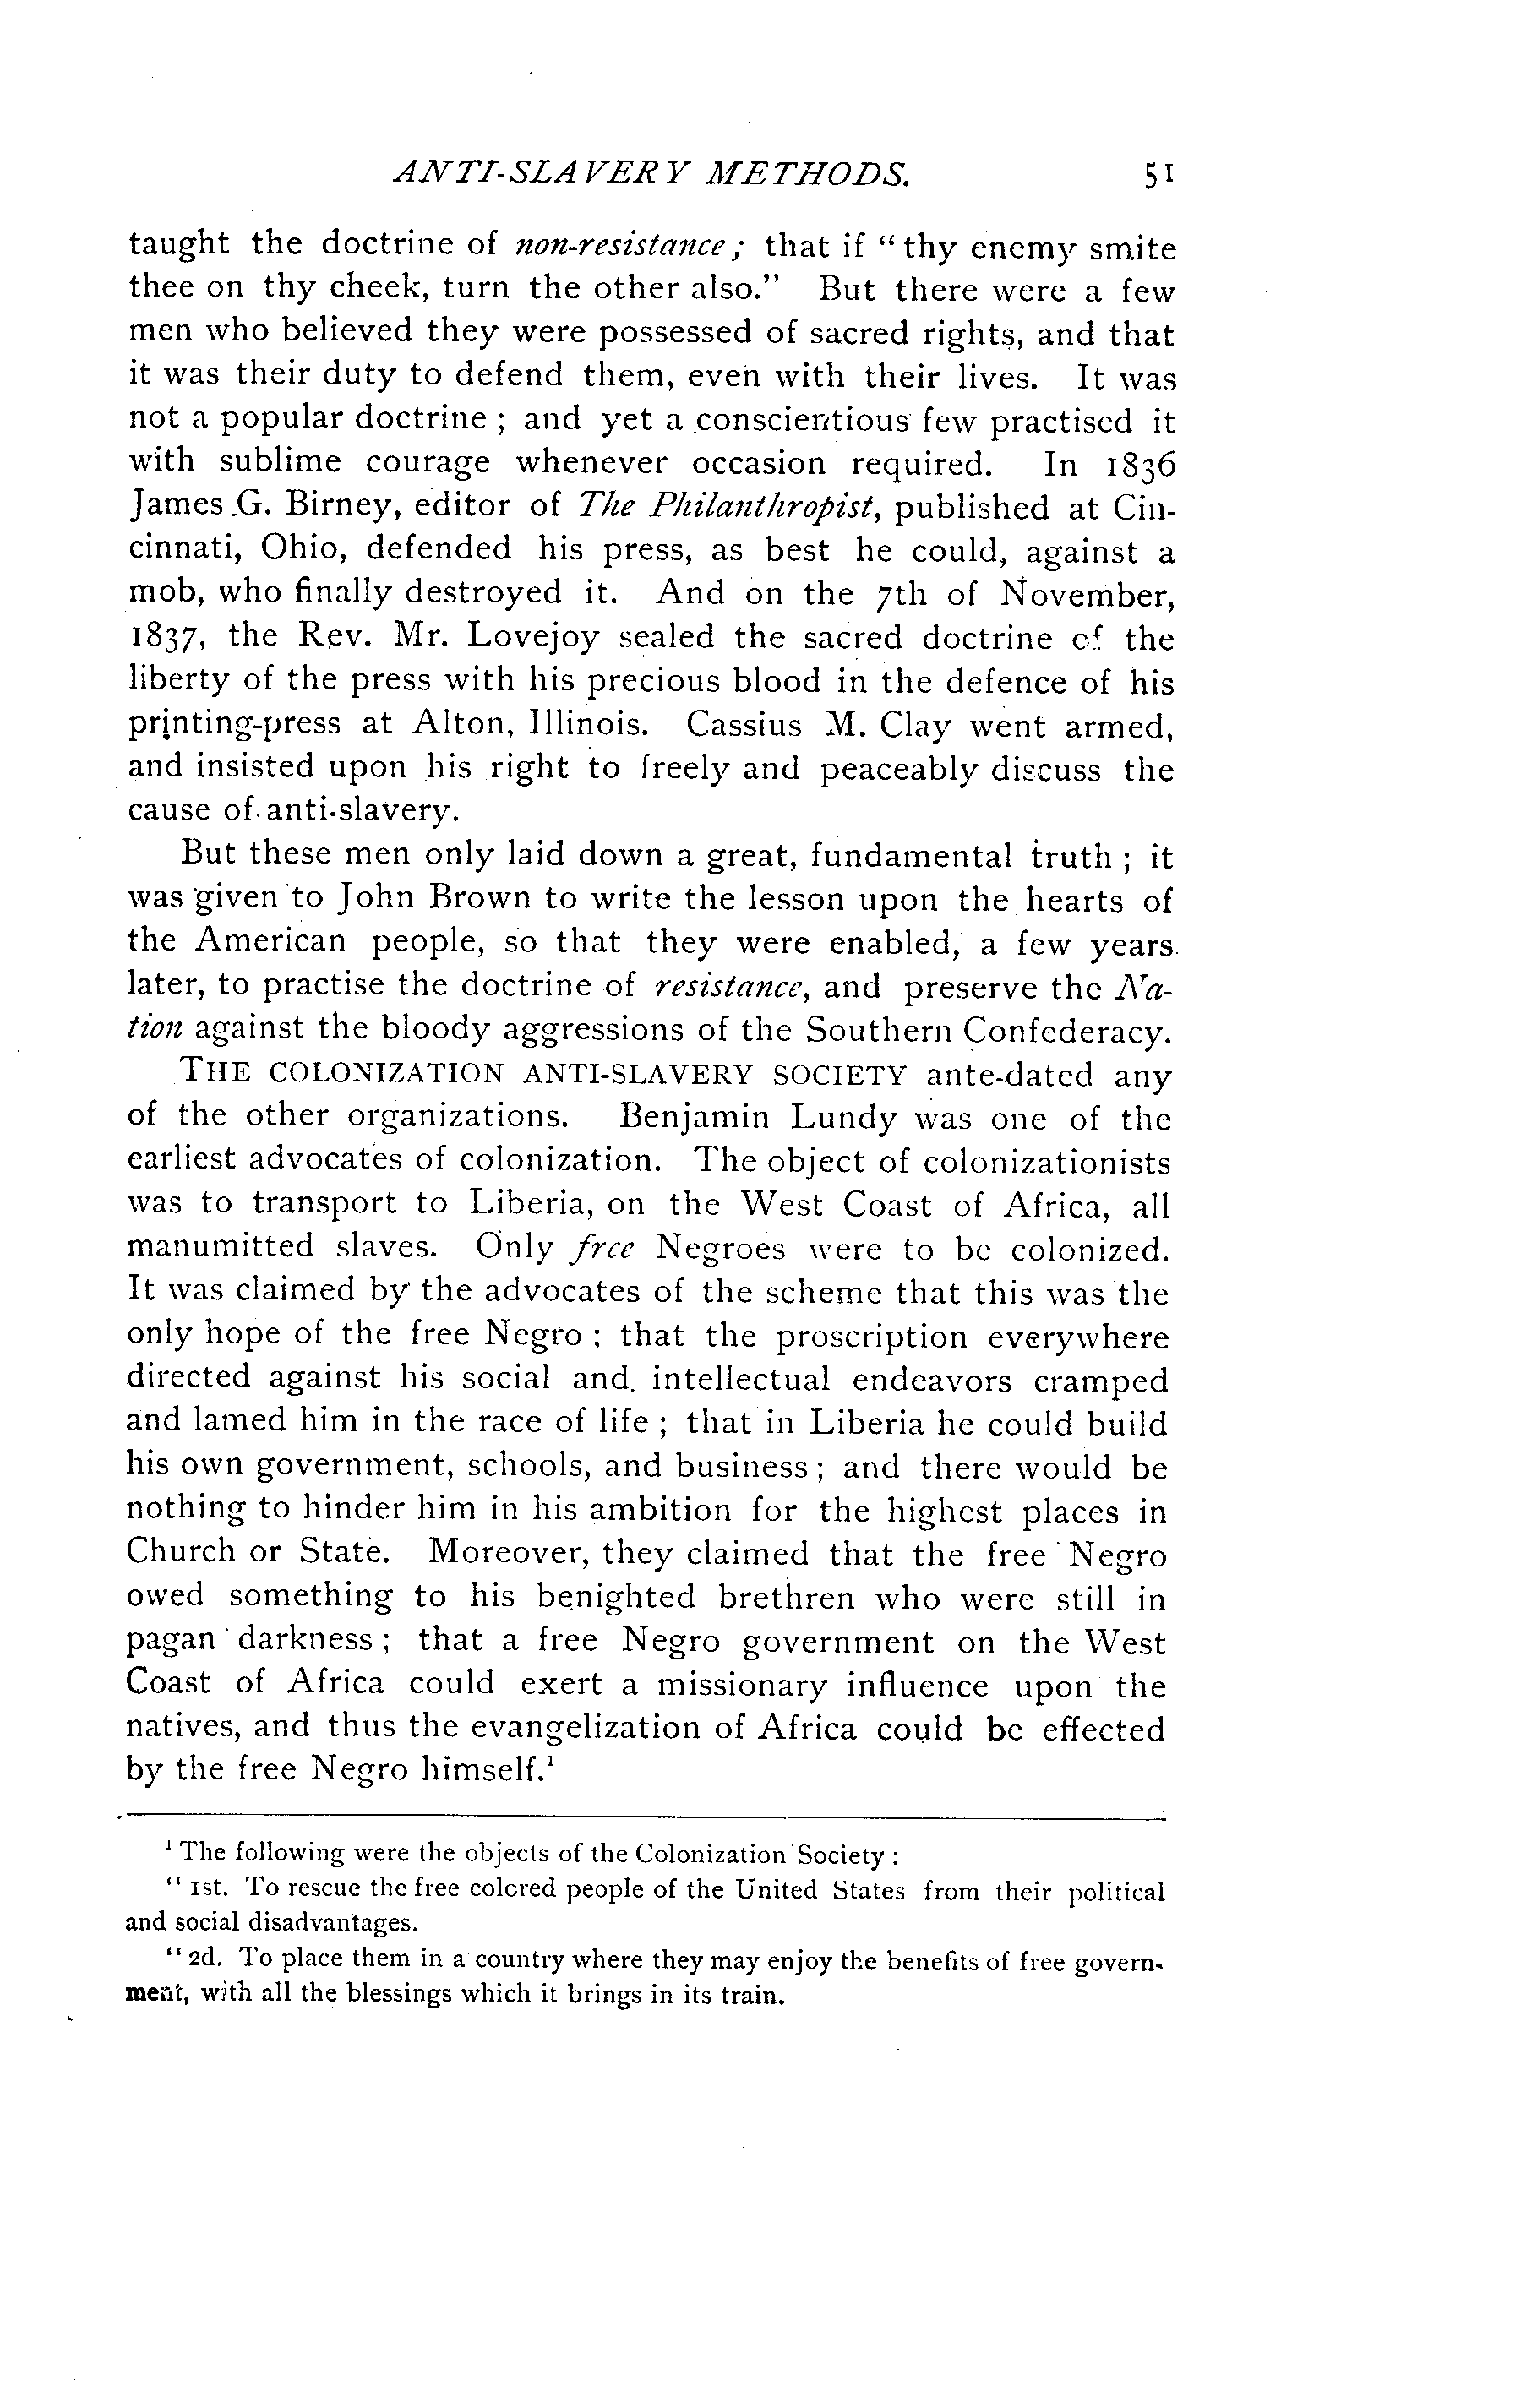 ANTI-SLAVERY METHODS. 51
taught the doctrine of non-resistance; that if "thy enemy smite
thee on thy cheek, turn the other also." But there were a few
men who believed they were possessed of sacred rights, and that
it was their duty to defend them, even with their lives. It was
not a popular doctrine ; and yet a conscientious few practised it
with sublime courage whenever occasion required. In 1836
James G. Birney, editor of The Philanthropist, published at Cin-
cinnati, Ohio, defended his press, as best he could, against a
mob, who finally destroyed it. And on the 7th of November,
1837, the Rev. Mr. Lovejoy sealed the sacred doctrine of the
liberty of the press with his precious blood in the defence of his
printing-press at Alton, Illinois. Cassius M. Clay went armed,
and insisted upon his right to freely and peaceably discuss the
cause of anti-slavery.
But these men only laid down a great, fundamental truth ; it
was given to John Brown to write the lesson upon the hearts of
the American people, so that they were enabled, a few years
later, to practise the doctrine of resistance, and preserve the Na-
tion against the bloody aggressions of the Southern Confederacy.
THE COLONIZATION ANTI-SLAVERY SOCIETY ante-dated any
of the other organizations. Benjamin Lundy was one of the
earliest advocates of colonization. The object of colonizationists
was to transport to Liberia, on the West Coast of Africa, all
manumitted slaves. Only free Negroes were to be colonized.
It was claimed by the advocates of the scheme that this was the
only hope of the free Negro ; that the proscription everywhere
directed against his social and intellectual endeavors cramped
and lamed him in the race of life ; that in Liberia he could build
his own government, schools, and business ; and there would be
nothing to hinder him in his ambition for the highest places in
Church or State. Moreover, they claimed that the free Negro
owed something to his benighted brethren who were still in
pagan darkness ; that a free Negro government on the West
Coast of Africa could exert a missionary influence upon the
natives, and thus the evangelization of Africa could be effected
by the free Negro himself.¹
¹ The following were the objects of the Colonization Society :
"1st. To rescue the free colored people of the United States from their political
and social disadvantages.
"2d. To place them in a country where they may enjoy the benefits of free govern-
ment, with all the blessings which it brings in its train.